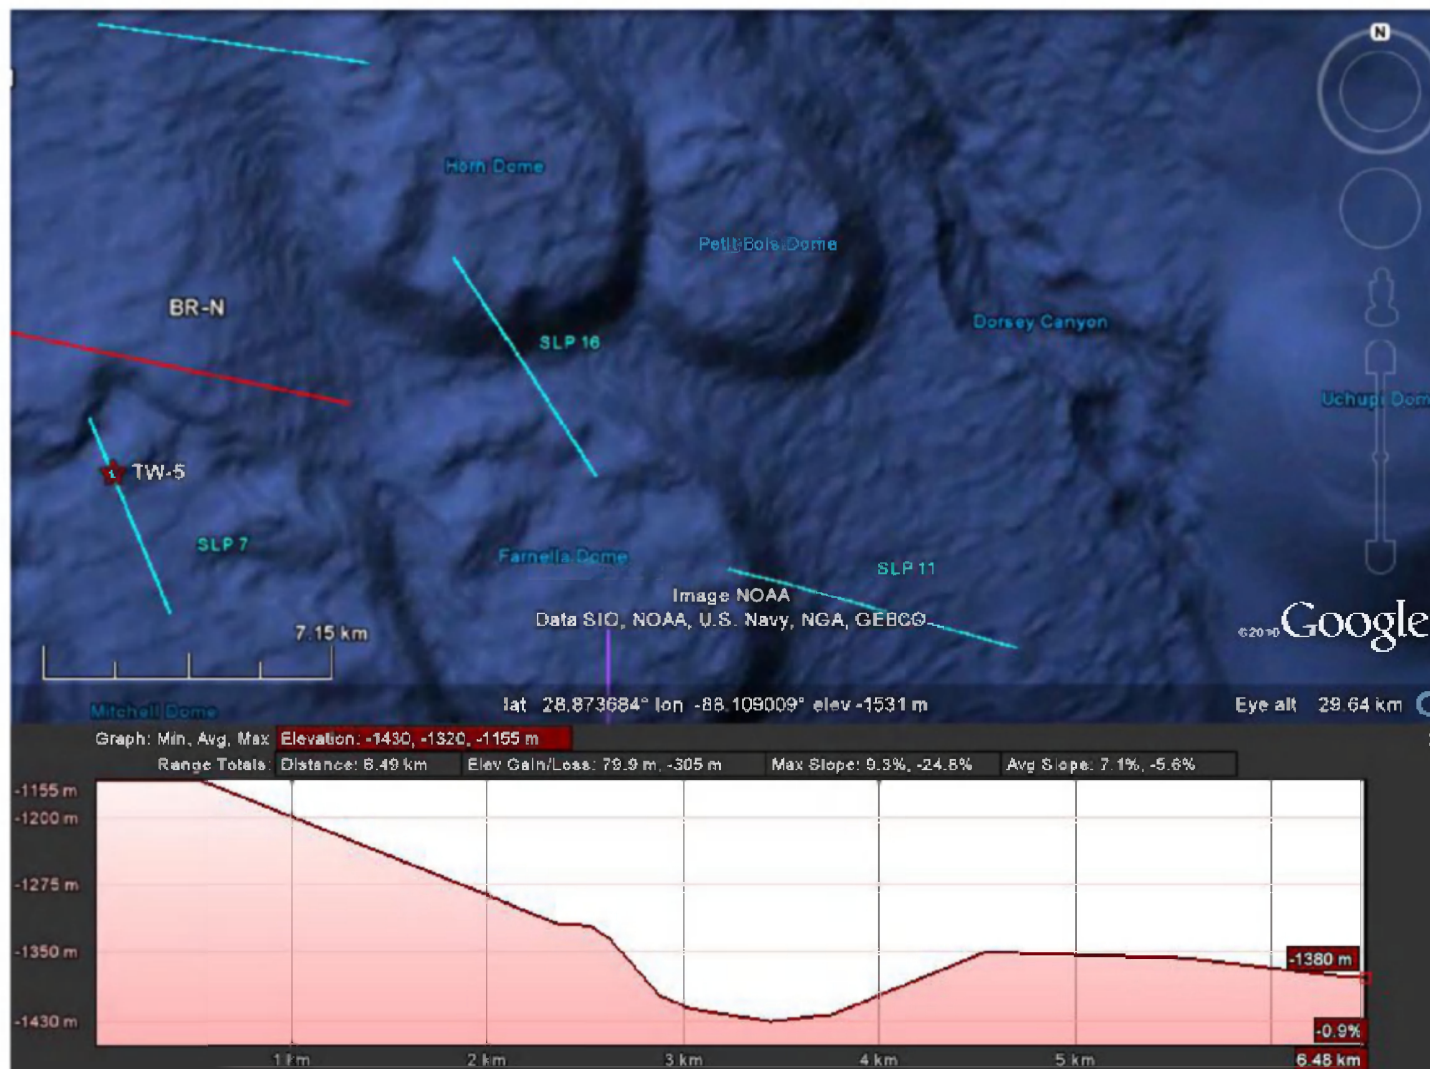 N
Horn Dome
Petit Bois Dome
BR-N
Dorsey Canyon
SLP 16
Uchupi Dom
TW-5
SLP 7
Farnella Dome
SLP 11
Image NOAA
Data SIO, NOAA, U.S. Navy, NGA, GEBCO
©2010 Google
7.15 km
Mitchell Dome
lat 28.873684° lon -88.109009° elev -1531 m
Eye alt 29.64 km
Graph: Min, Avg, Max Elevation: -1430, -1320, -1155 m
Range Totals: Distance: 6.49 km Elev Gain/Loss: 79.9 m, -305 m Max Slope: 9.3%, -24.8% Avg Slope: 7.1%, -5.6%
-1155 m
-1200 m
-1275 m
-1350 m
-1380 m
-1430 m
-0.9%
1 km 2 km 3 km 4 km 5 km 6.48 km